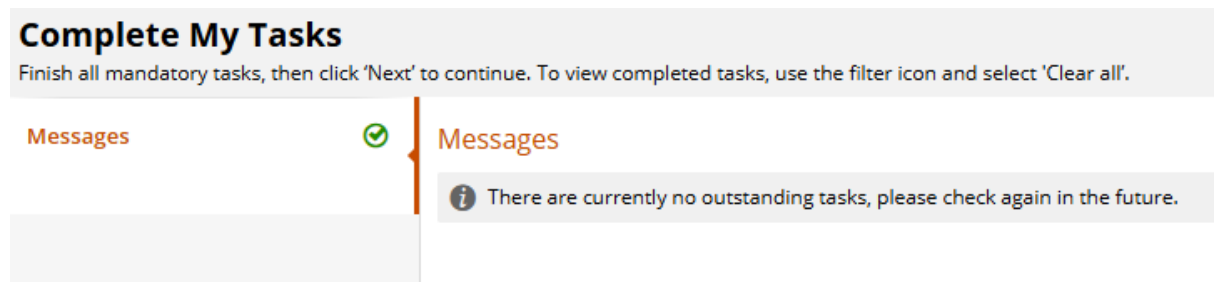 Complete My Tasks
Finish all mandatory tasks, then click ‘Next’ to continue. To view completed tasks, use the filter icon and select 'Clear all’.
Messages
Messages
There are currently no outstanding tasks, please check again in the future.